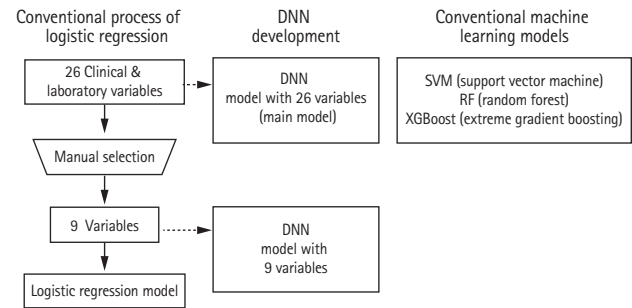 Conventional process of
logistic regression
26 Clinical &
laboratory variables
Manual selection
9 Variables
Logistic regression model
DNN
development
DNN
model with 26 variables
(main model)
DNN
model with
9 variables
Conventional machine
learning models
SVM (support vector machine)
RF (random forest)
XGBoost (extreme gradient boosting)